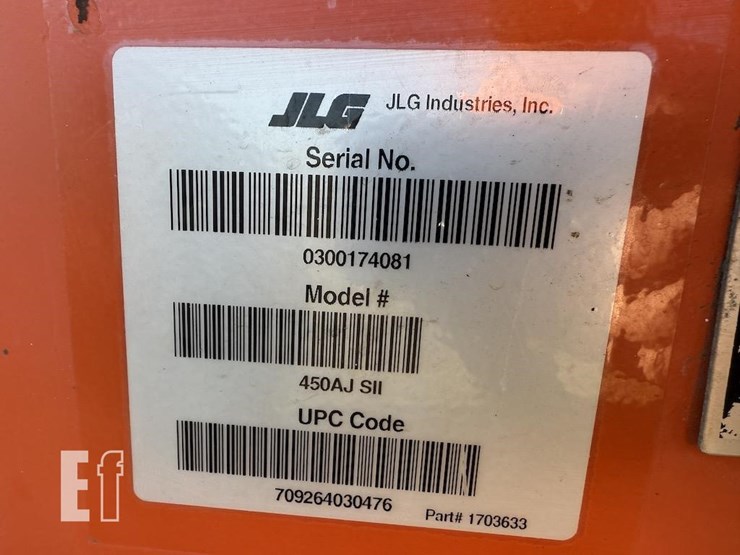 JLG JLG Industries, Inc.
Serial No.
0300174081
Model #
450AJ SII
UPC Code
709264030476
Part# 1703633
Ef